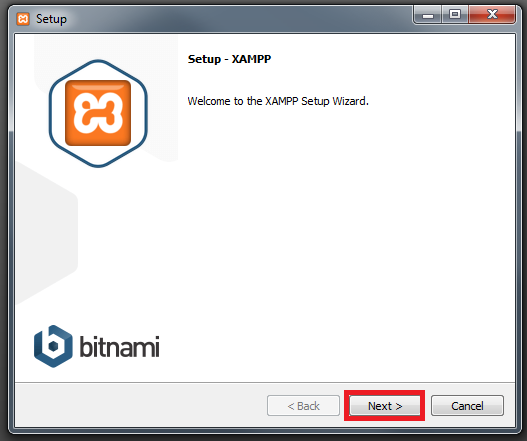 Setup
Setup - XAMPP
Welcome to the XAMPP Setup Wizard.
bitnami
< Back
Next >
Cancel